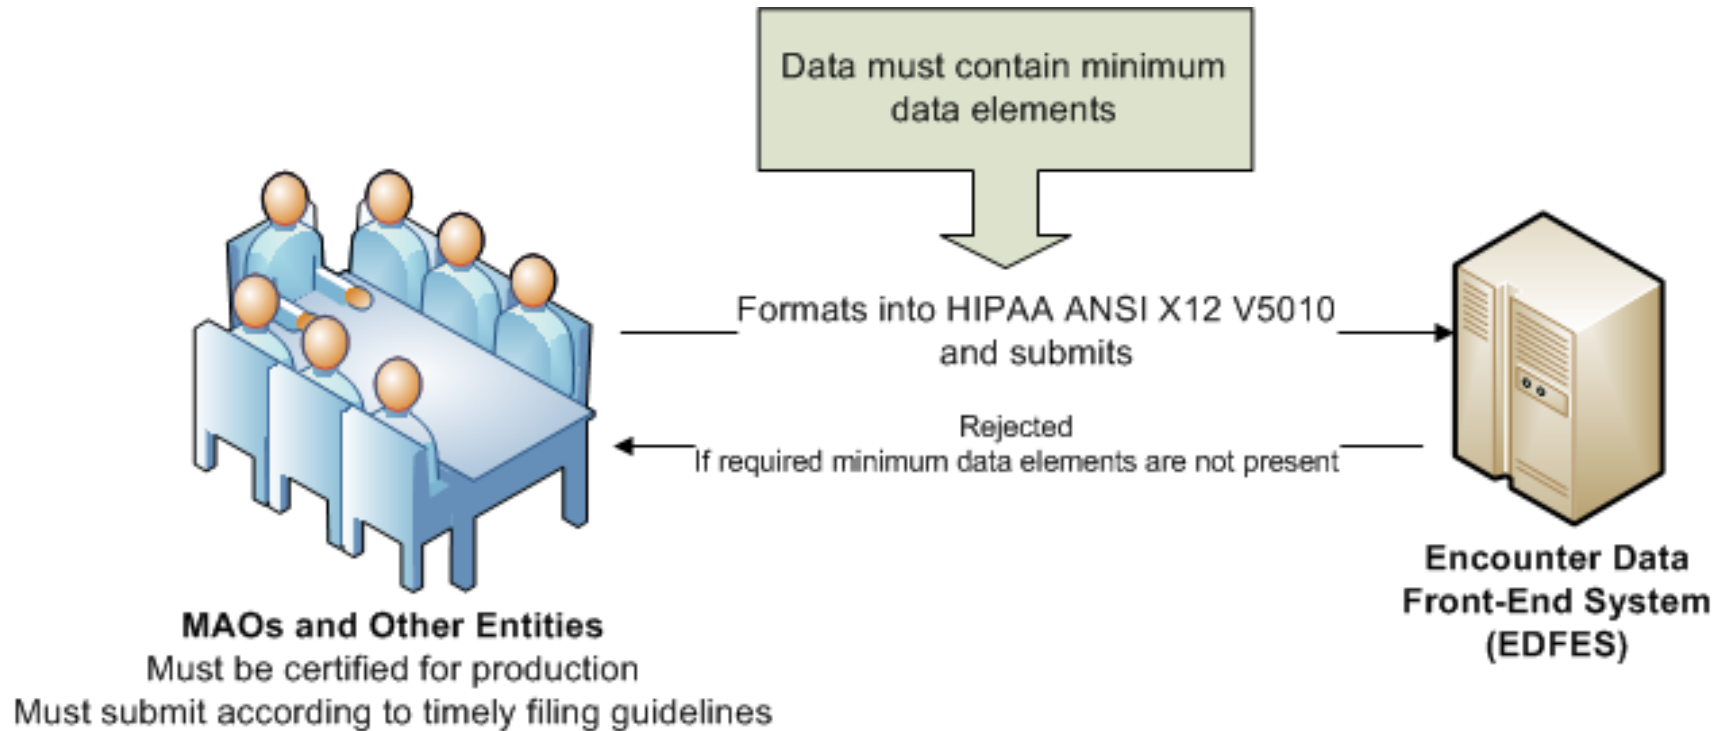 Data must contain minimum
data elements
Formats into HIPAA ANSI X12 V5010
and submits
Rejected
If required minimum data elements are not present
MAOs and Other Entities
Must be certified for production
Must submit according to timely filing guidelines
Encounter Data
Front-End System
(EDFES)